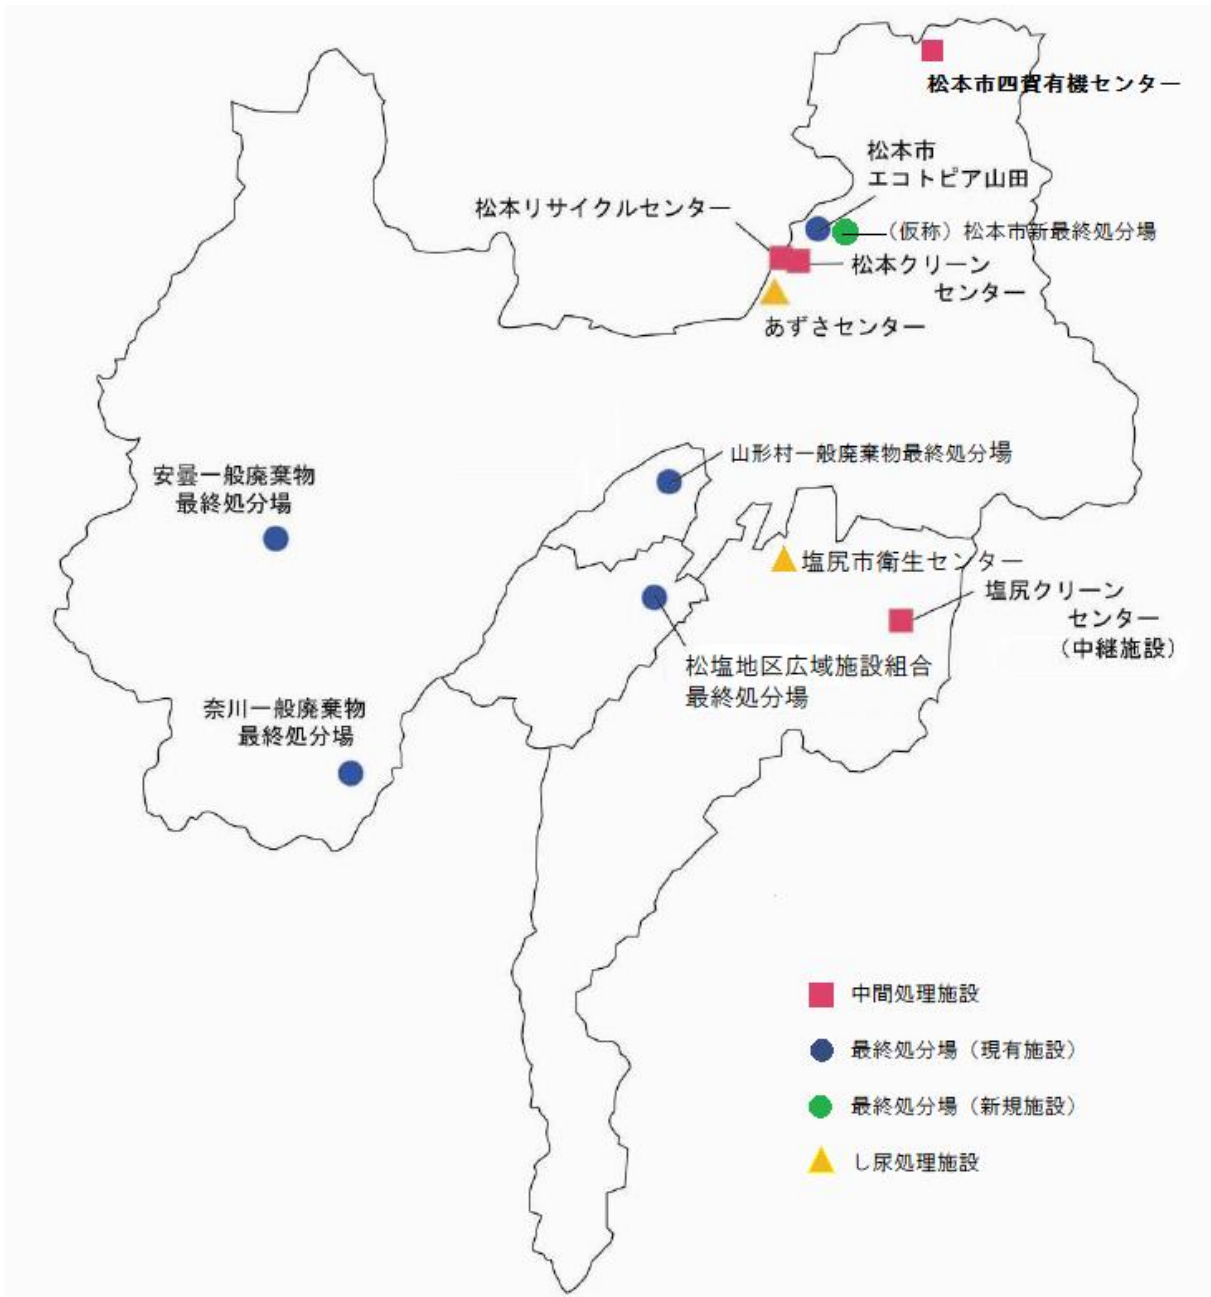 松本市四賀有機センター
松本市
エコトピア山田
松本リサイクルセンター
（仮称）松本市新最終処分場
松本クリーン
センター
あずさセンター
山形村一般廃棄物最終処分場
安曇一般廃棄物
最終処分場
塩尻市衛生センター
塩尻クリーン
センター
（中継施設）
松塩地区広域施設組合
最終処分場
奈川一般廃棄物
最終処分場
中間処理施設
最終処分場（現有施設）
最終処分場（新規施設）
し尿処理施設